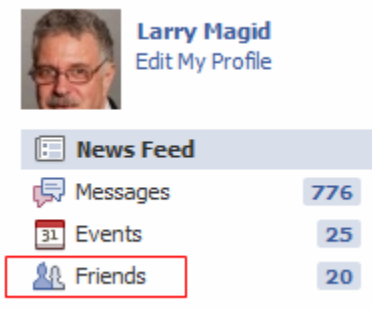 Larry Magid
Edit My Profile
News Feed
Messages 776
31 Events 25
Friends 20